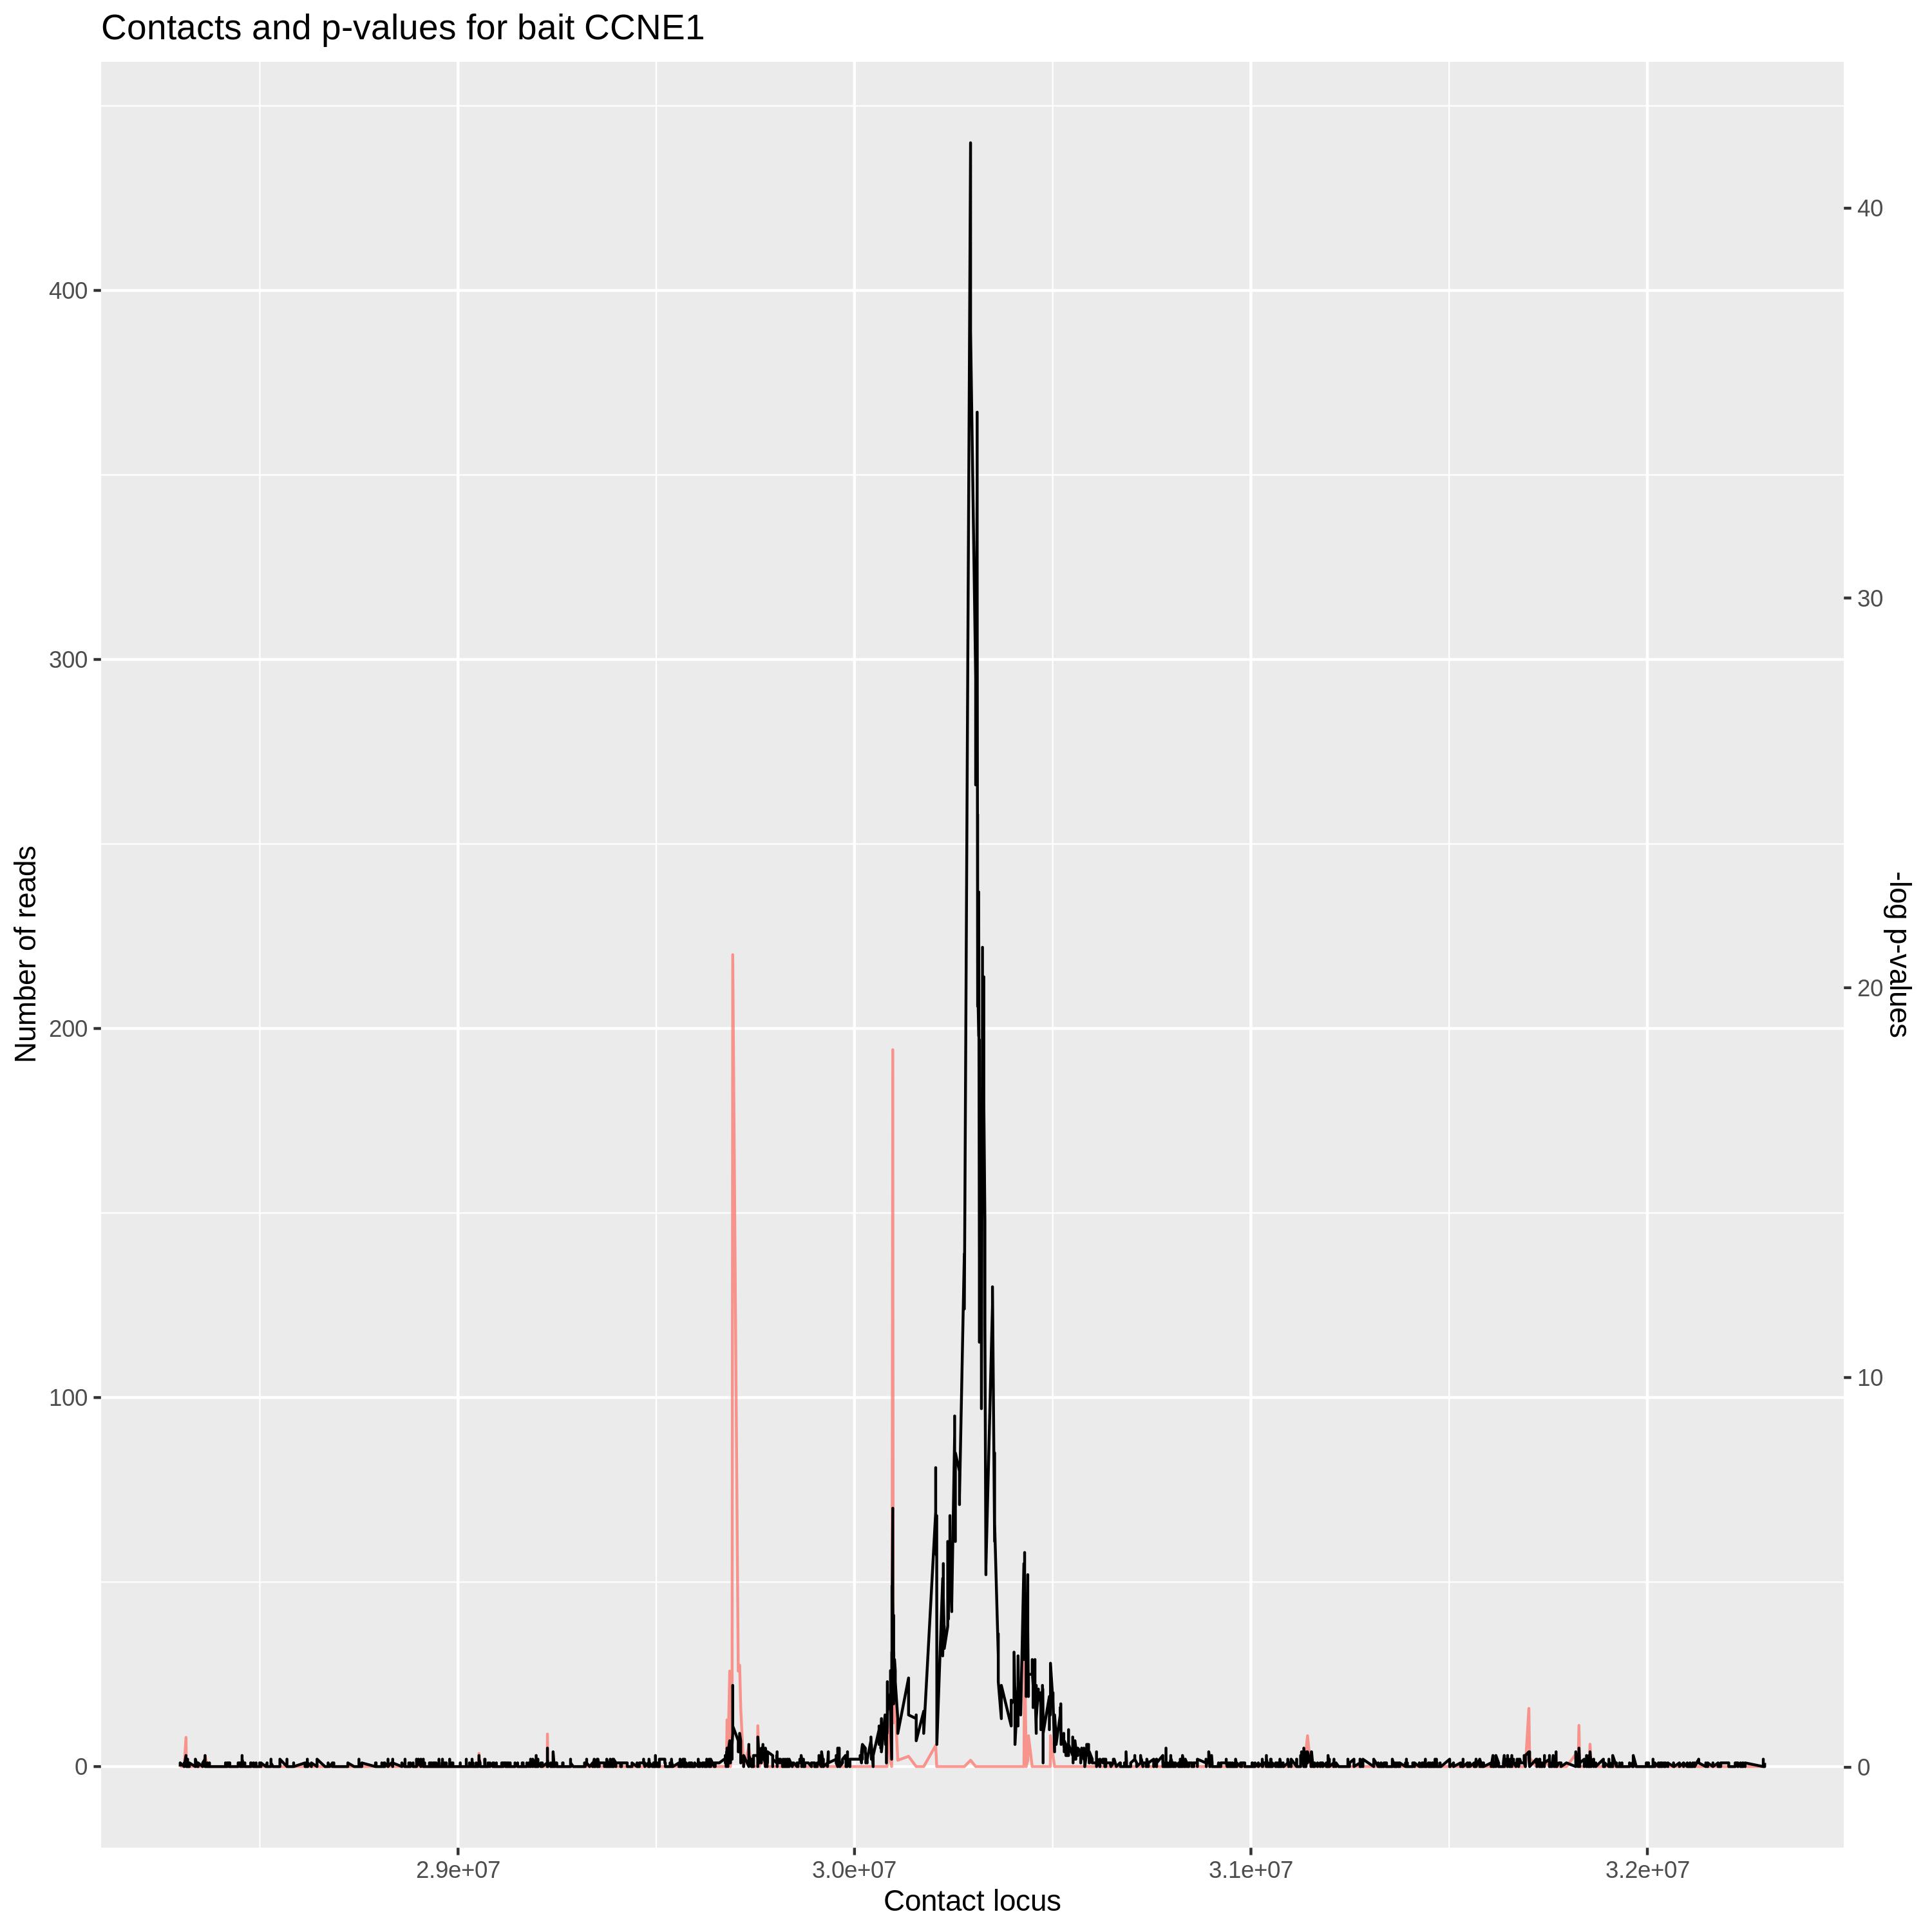 Contacts and p-values for bait CCNE1
Number of reads
400
300
200
100
0
40
30
20
10
0
-log p-values
2.9e+07
3.0e+07
3.1e+07
3.2e+07
Contact locus